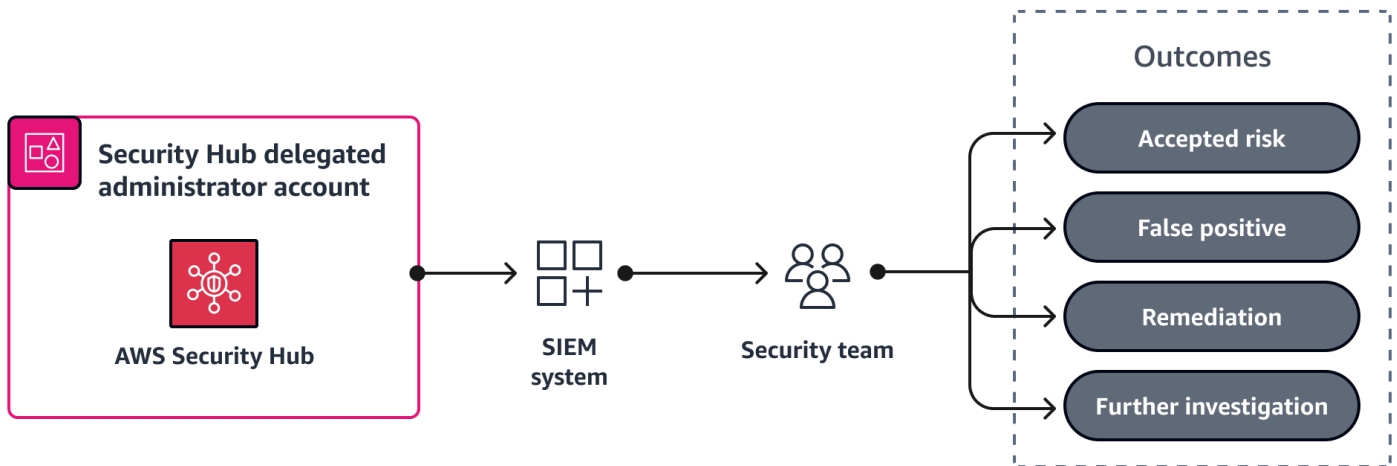 Security Hub delegated
administrator account
AWS Security Hub
SIEM
system
Security team
Outcomes
Accepted risk
False positive
Remediation
Further investigation